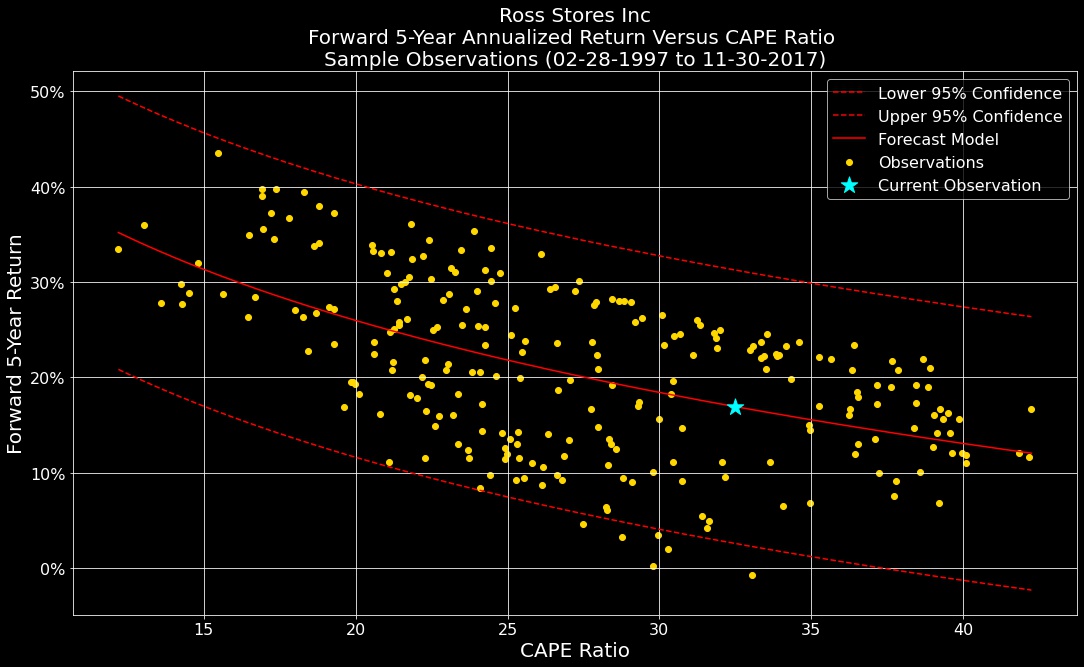 Ross Stores Inc
Forward 5-Year Annualized Return Versus CAPE Ratio
Sample Observations (02-28-1997 to 11-30-2017)
Lower 95% Confidence
Upper 95% Confidence
Forecast Model
Observations
Current Observation
Forward 5-Year Return
50%
40%
30%
20%
10%
0%
15
20
25
30
35
40
CAPE Ratio